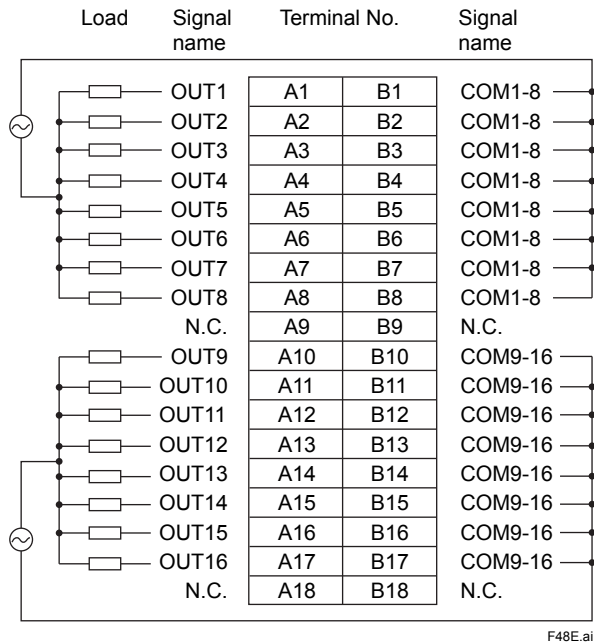 Load Signal name Terminal No. Signal name
OUT1 A1 B1 COM1-8
OUT2 A2 B2 COM1-8
OUT3 A3 B3 COM1-8
OUT4 A4 B4 COM1-8
OUT5 A5 B5 COM1-8
OUT6 A6 B6 COM1-8
OUT7 A7 B7 COM1-8
OUT8 A8 B8 COM1-8
N.C. A9 B9 N.C.
OUT9 A10 B10 COM9-16
OUT10 A11 B11 COM9-16
OUT11 A12 B12 COM9-16
OUT12 A13 B13 COM9-16
OUT13 A14 B14 COM9-16
OUT14 A15 B15 COM9-16
OUT15 A16 B16 COM9-16
OUT16 A17 B17 COM9-16
N.C. A18 B18 N.C.
F48E.ai